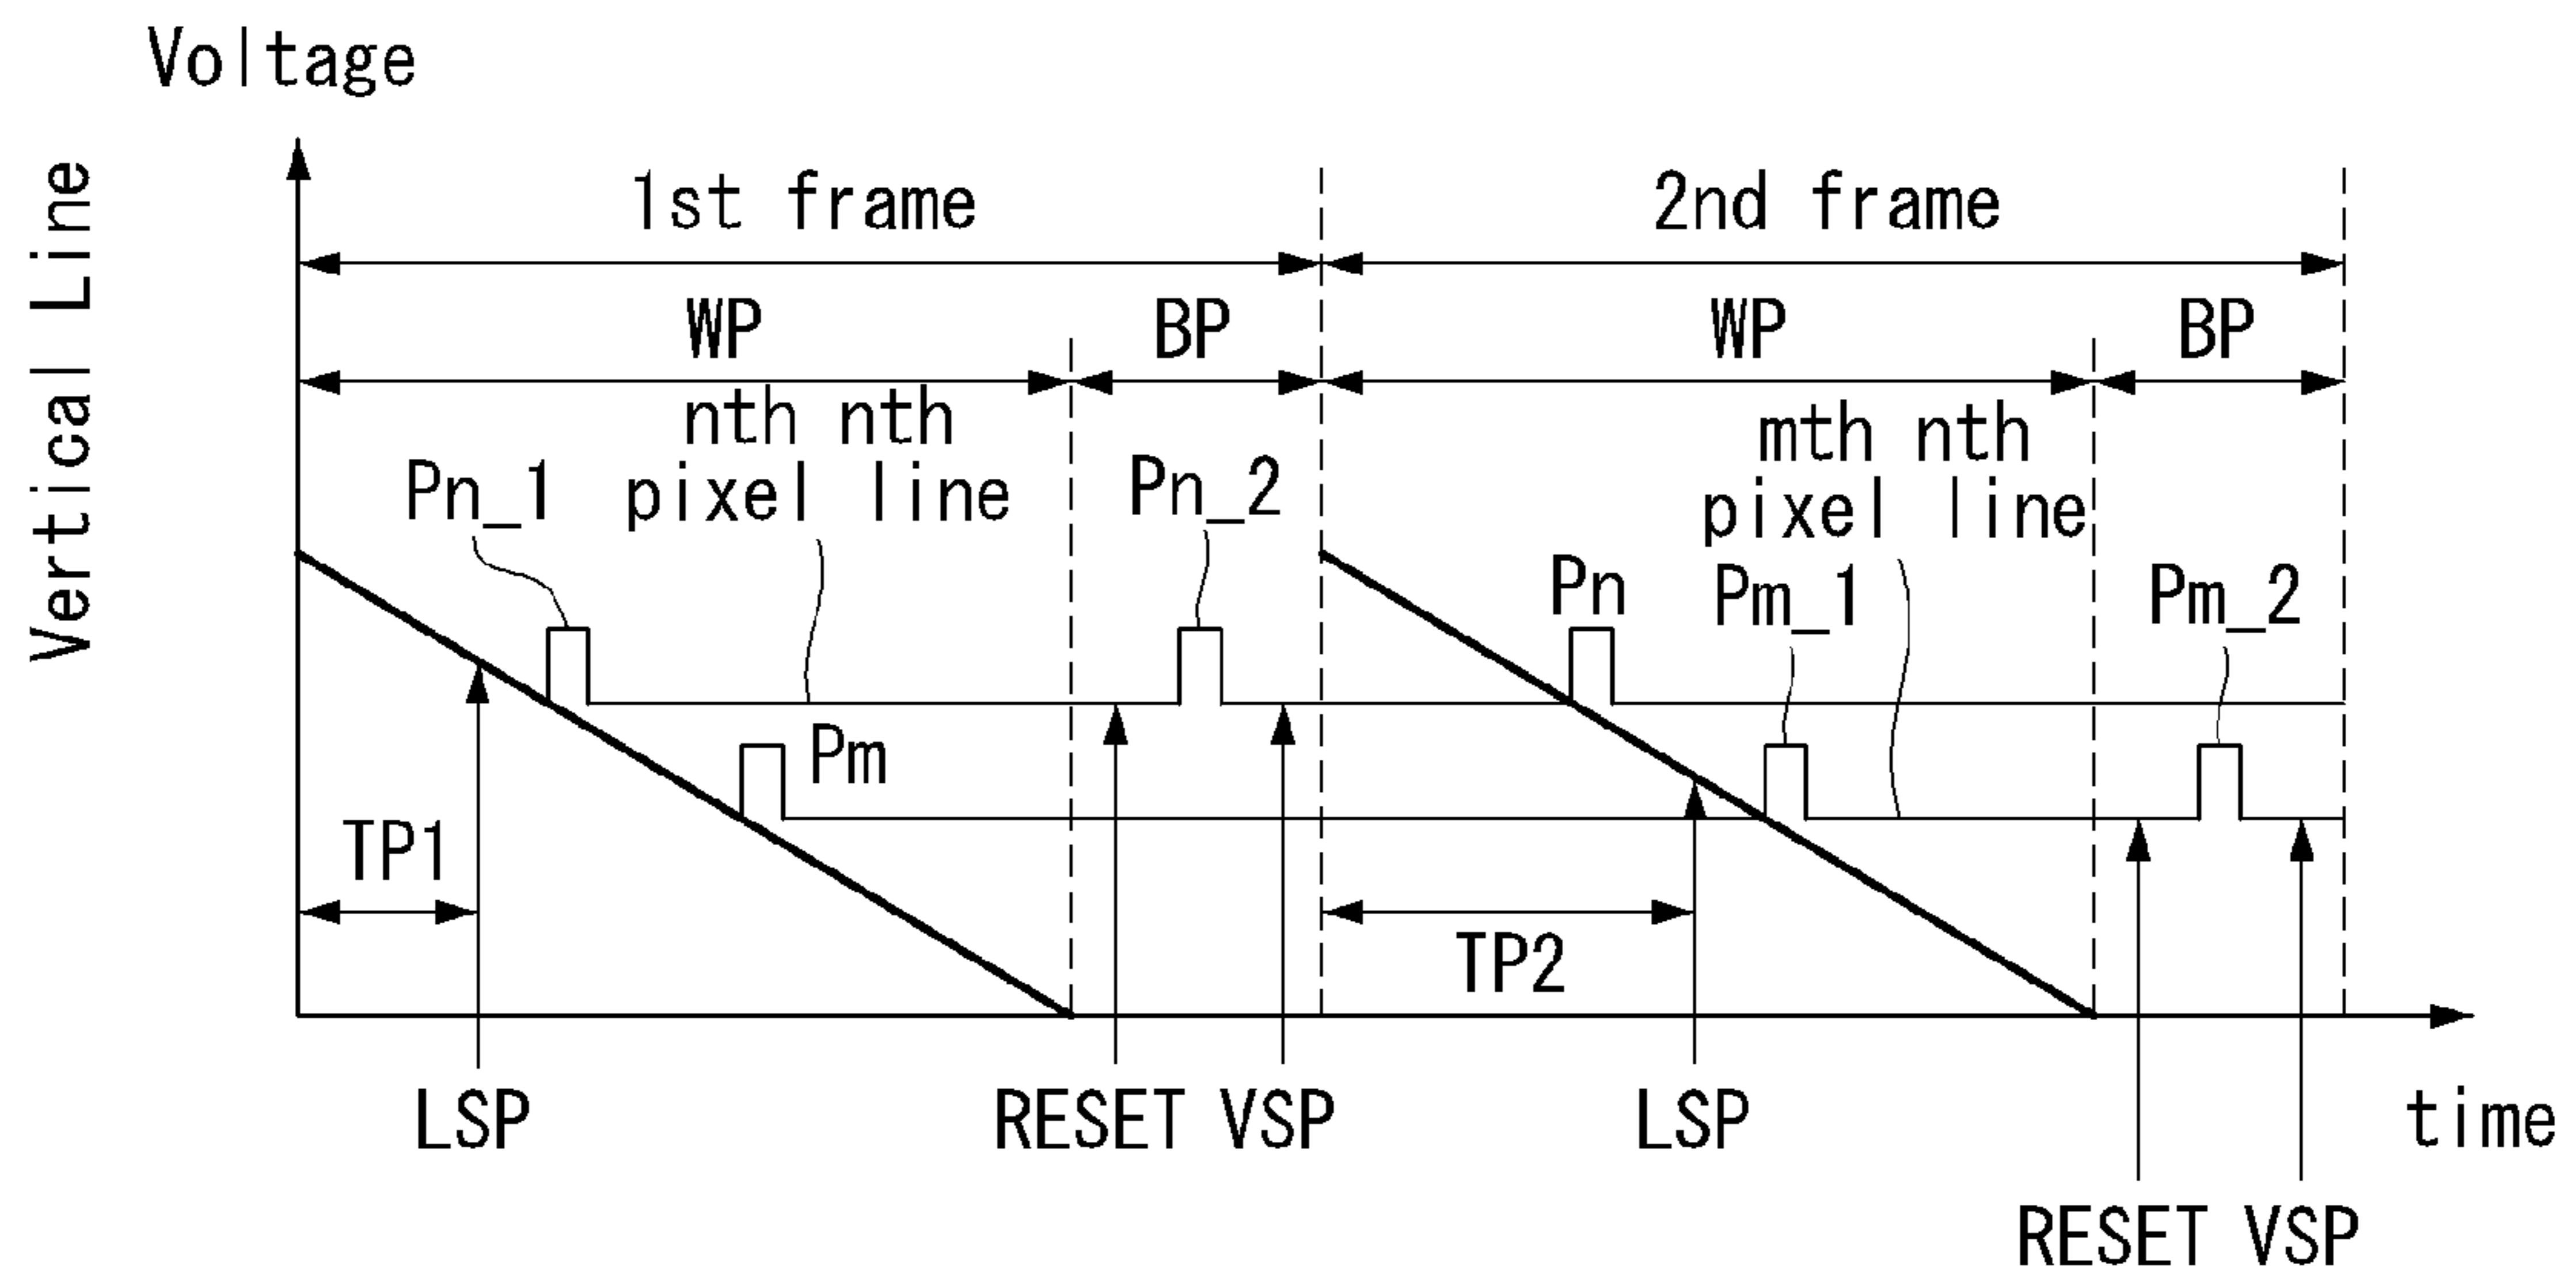 Voltage
Vertical Line
1st frame
2nd frame
WP
BP
WP
BP
nth nth
pixel line
mth nth
pixel line
Pn_1
Pn_2
Pn
Pm_1
Pm_2
Pm
TP1
TP2
LSP
RESET VSP
LSP
time
RESET VSP